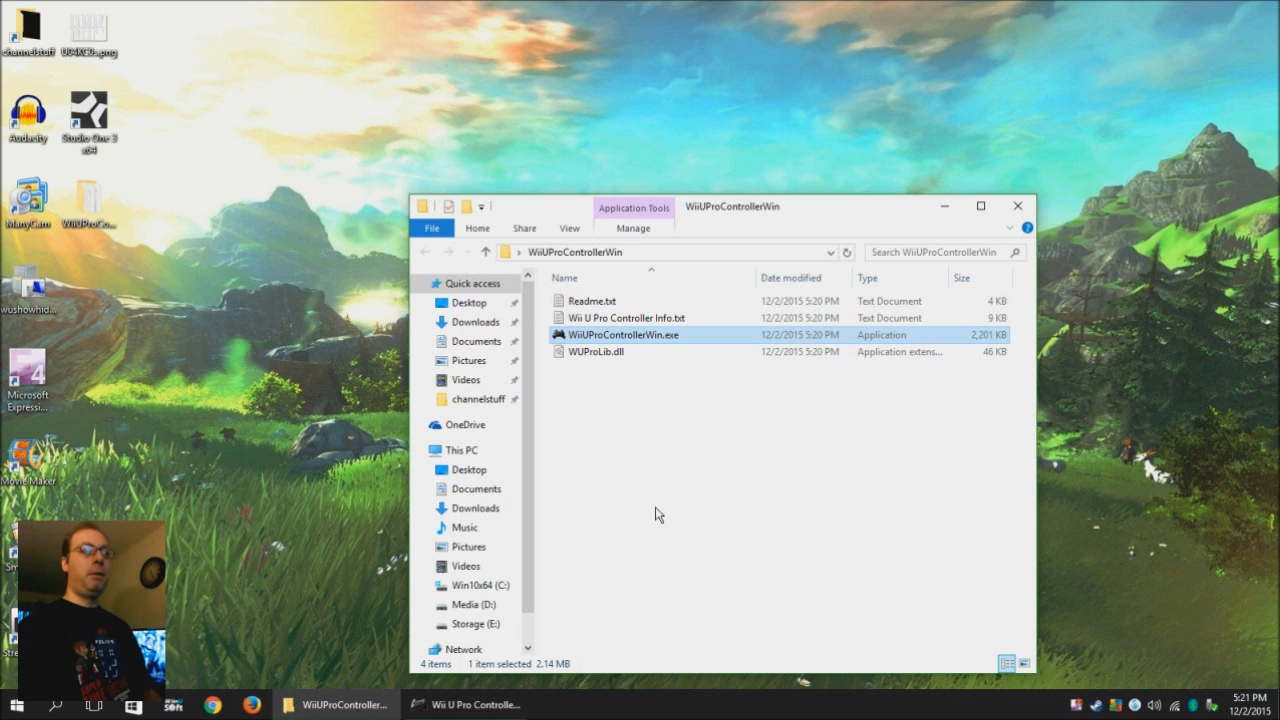 channelstuff
U04KC0s.png
Audacity
Studio One 3
x64
ManyCam
WiiUProCo...
wushowhid...
Microsoft
Expressi...
Movie Maker
Application Tools
WiiUProControllerWin
File
Home
Share
View
Manage
WiiUProControllerWin
Search WiiUProControllerWin
Name
Date modified
Type
Size
Readme.txt
12/2/2015 5:20 PM
Text Document
4 KB
Wii U Pro Controller Info.txt
12/2/2015 5:20 PM
Text Document
9 KB
WiiUProControllerWin.exe
12/2/2015 5:20 PM
Application
2,201 KB
WUProLib.dll
12/2/2015 5:20 PM
Application extens...
46 KB
Quick access
Desktop
Downloads
Documents
Pictures
Videos
channelstuff
OneDrive
This PC
Desktop
Documents
Downloads
Music
Pictures
Videos
Win10x64 (C:)
Media (D:)
Storage (E:)
Network
4 items
1 item selected 2.14 MB
WiiUProController...
Wii U Pro Controlle...
5:21 PM
12/2/2015